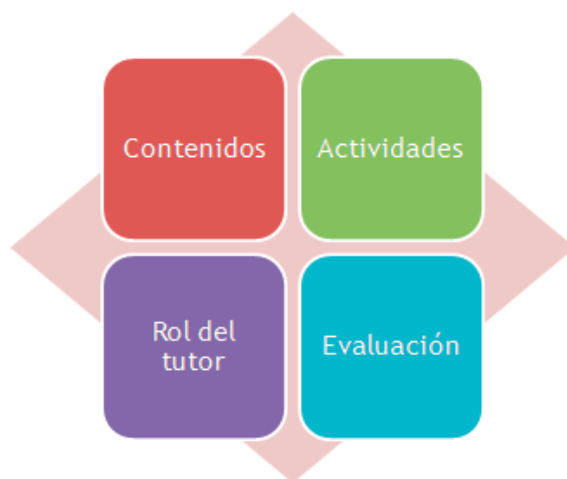 Contenidos
Actividades
Rol del
tutor
Evaluación